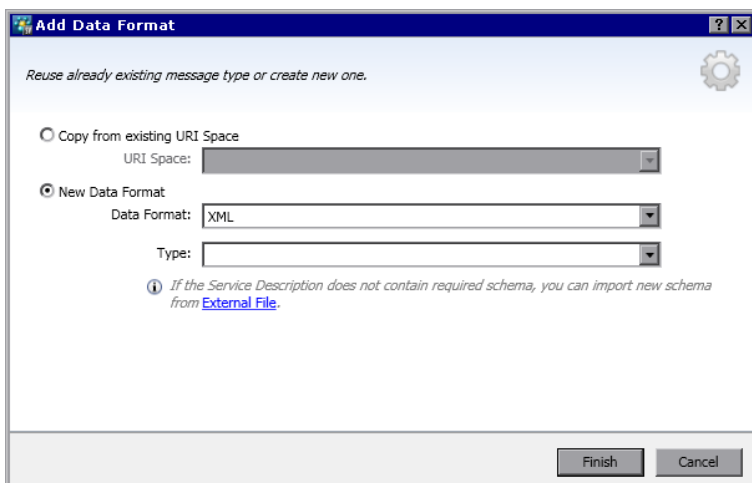 Add Data Format
Reuse already existing message type or create new one.
Copy from existing URI Space
URI Space:
New Data Format
Data Format: XML
Type:
If the Service Description does not contain required schema, you can import new schema
from External File.
Finish Cancel